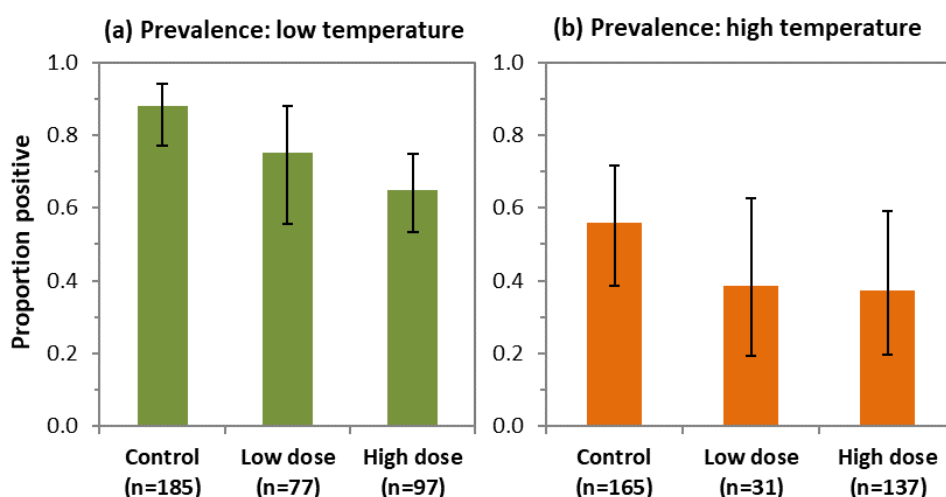 (a) Prevalence: low temperature
(b) Prevalence: high temperature
Proportion positive
1.0
0.8
0.6
0.4
0.2
0.0
Control
(n=185)
Low dose
(n=77)
High dose
(n=97)
1.0
0.8
0.6
0.4
0.2
0.0
Control
(n=165)
Low dose
(n=31)
High dose
(n=137)